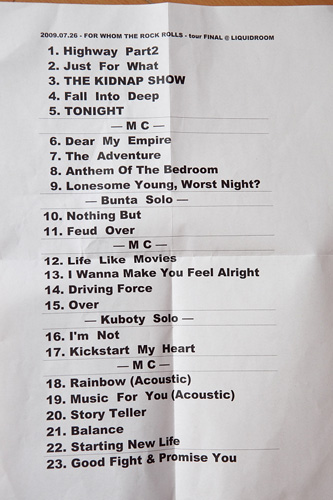 2009.07.26 - FOR WHOM THE ROCK ROLLS - tour FINAL @ LIQUIDROOM
1. Highway Part2
2. Just For What
3. THE KIDNAP SHOW
4. Fall Into Deep
5. TONIGHT
— M C —
6. Dear My Empire
7. The Adventure
8. Anthem Of The Bedroom
9. Lonesome Young, Worst Night?
— Bunta Solo —
10. Nothing But
11. Feud Over
— M C —
12. Life Like Movies
13. I Wanna Make You Feel Alright
14. Driving Force
15. Over
— Kuboty Solo —
16. I'm Not
17. Kickstart My Heart
— M C —
18. Rainbow (Acoustic)
19. Music For You (Acoustic)
20. Story Teller
21. Balance
22. Starting New Life
23. Good Fight & Promise You